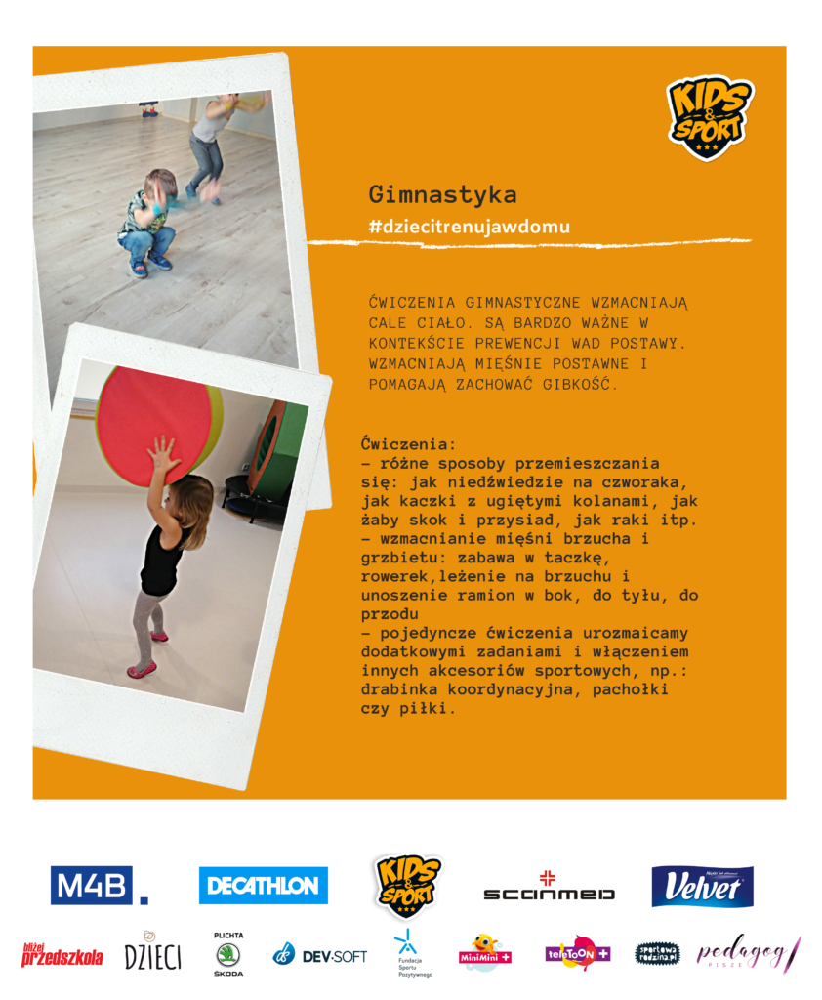 KIDS
&
SPORT
Gimnastyka
#dziecitrenujawdomu
ĆWICZENIA GIMNASTYCZNE WZMACNIAJĄ
CALE CIAŁO. SĄ BARDZO WAŻNE W
KONTEKŚCIE PREWENCJI WAD POSTAWY.
WZMACNIAJĄ MIĘŚNIE POSTAWNE I
POMAGAJĄ ZACHOWAĆ GIBKOŚĆ.
Ćwiczenia:
- różne sposoby przemieszczania
się: jak niedźwiedzie na czworaka,
jak kaczki z ugiętymi kolanami, jak
żaby skok i przysiad, jak raki itp.
- wzmacnianie mięśni brzucha i
grzbietu: zabawa w taczkę,
rowerek,leżenie na brzuchu i
unoszenie ramion w bok, do tyłu, do
przodu
- pojedyncze ćwiczenia urozmaicamy
dodatkowymi zadaniami i włączeniem
innych akcesoriów sportowych, np.:
drabinka koordynacyjna, pachołki
czy piłki.
M4B.
DECATHLON
KIDS
&
SPORT
scanmed
Velvet
bliżej
przedszkola
DZIECI
PLICHTA
ŠKODA
DEV-SOFT
Fundacja
Sportu
Pozytywnego
MiniMini+
teleTOON+
sportowa
rodzina.pl
pedagog
PISZE